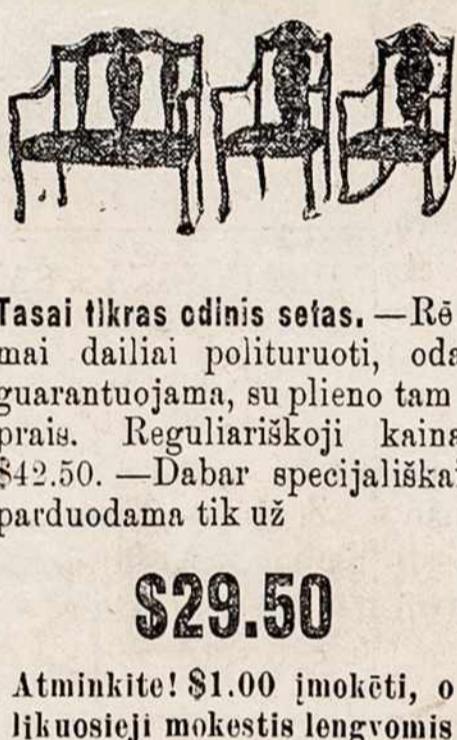 Tasai tikras odinis setas. —Rė
mai dailiai polituruoti, oda
guarantuojama, su plieno tam
prais. Reguliariškoji kaina
$42.50. —Dabar specijališkai
parduodama tik už
$29.50
Atminkite! $1.00 įmokėti, o
likuosieji mokestis lengvomis